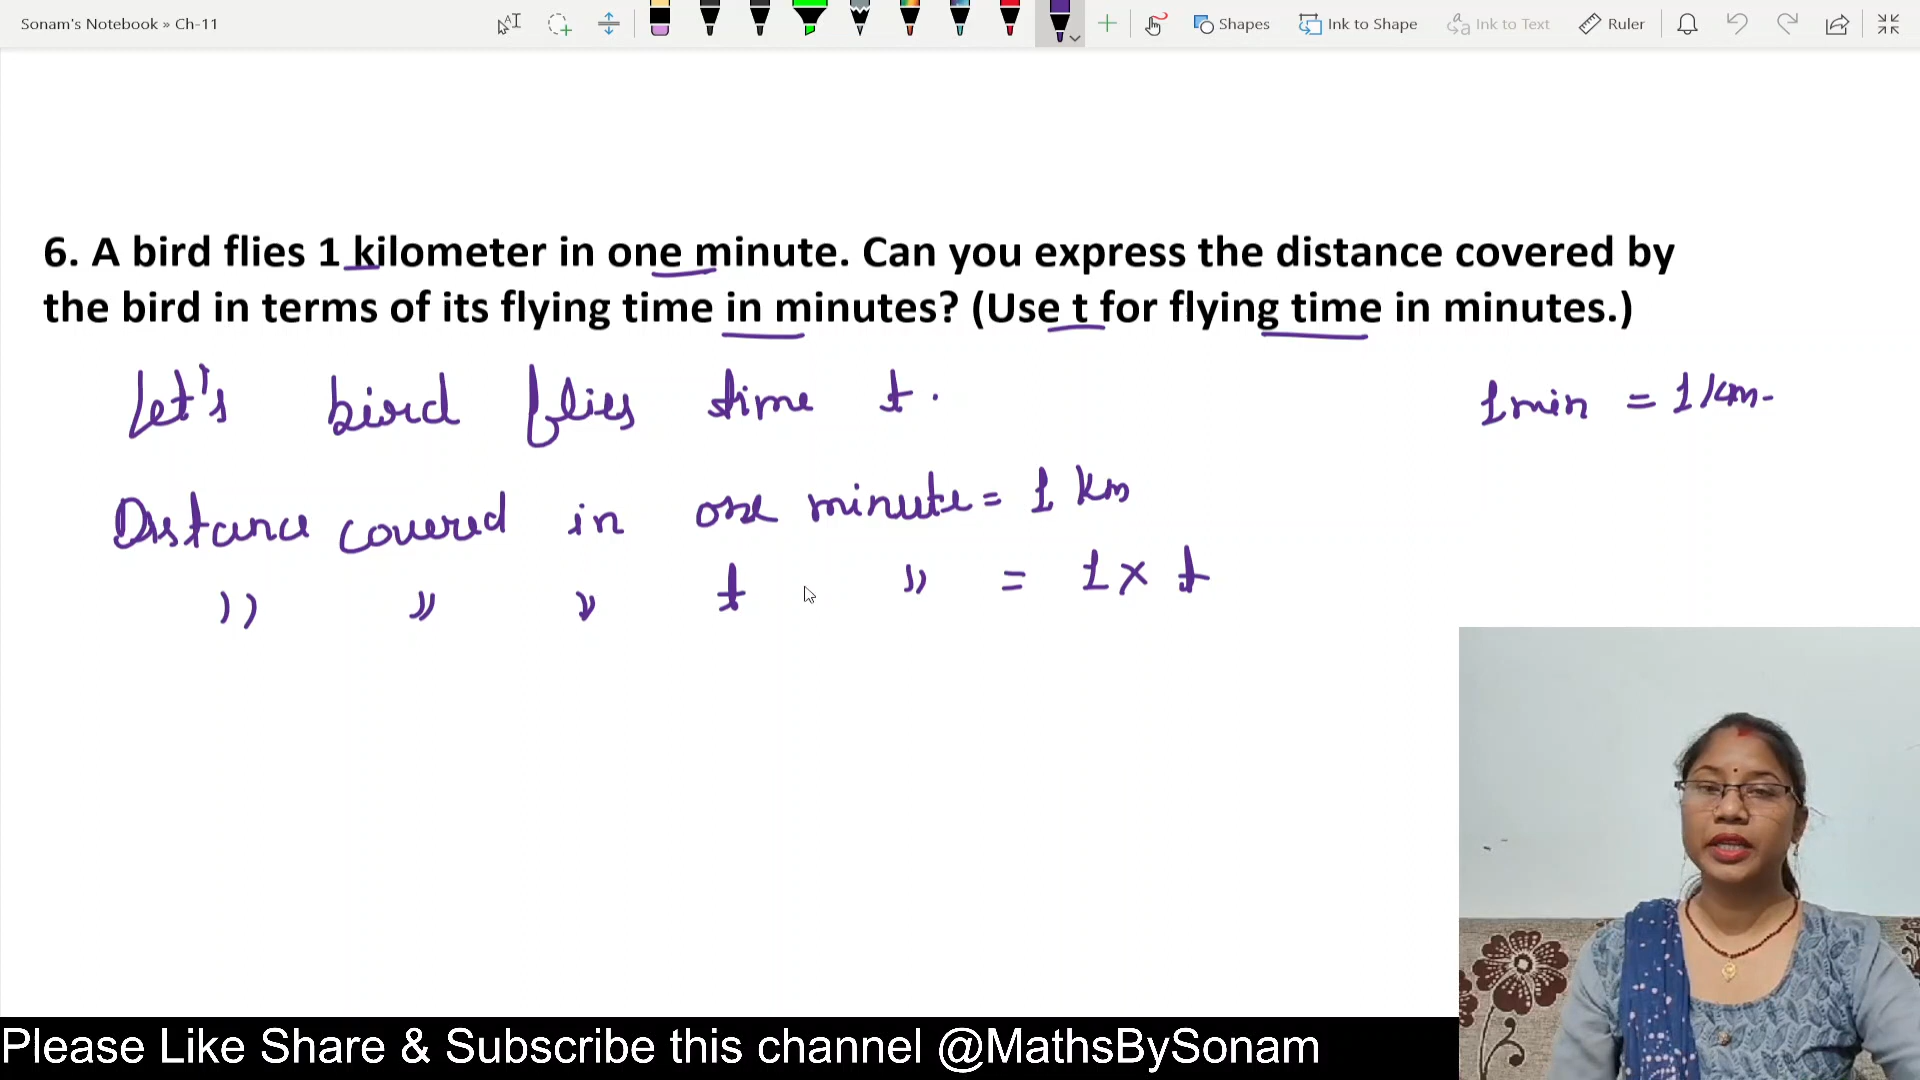 Sonam's Notebook » Ch-11
Shapes Ink to Shape Ink to Text Ruler
6. A bird flies 1 kilometer in one minute. Can you express the distance covered by
the bird in terms of its flying time in minutes? (Use t for flying time in minutes.)
Let's bird flies time t.
1 min = 1 km.
Distance covered in one minute = 1 km
" " " t " = 1 × t
Please Like Share & Subscribe this channel @MathsBySonam